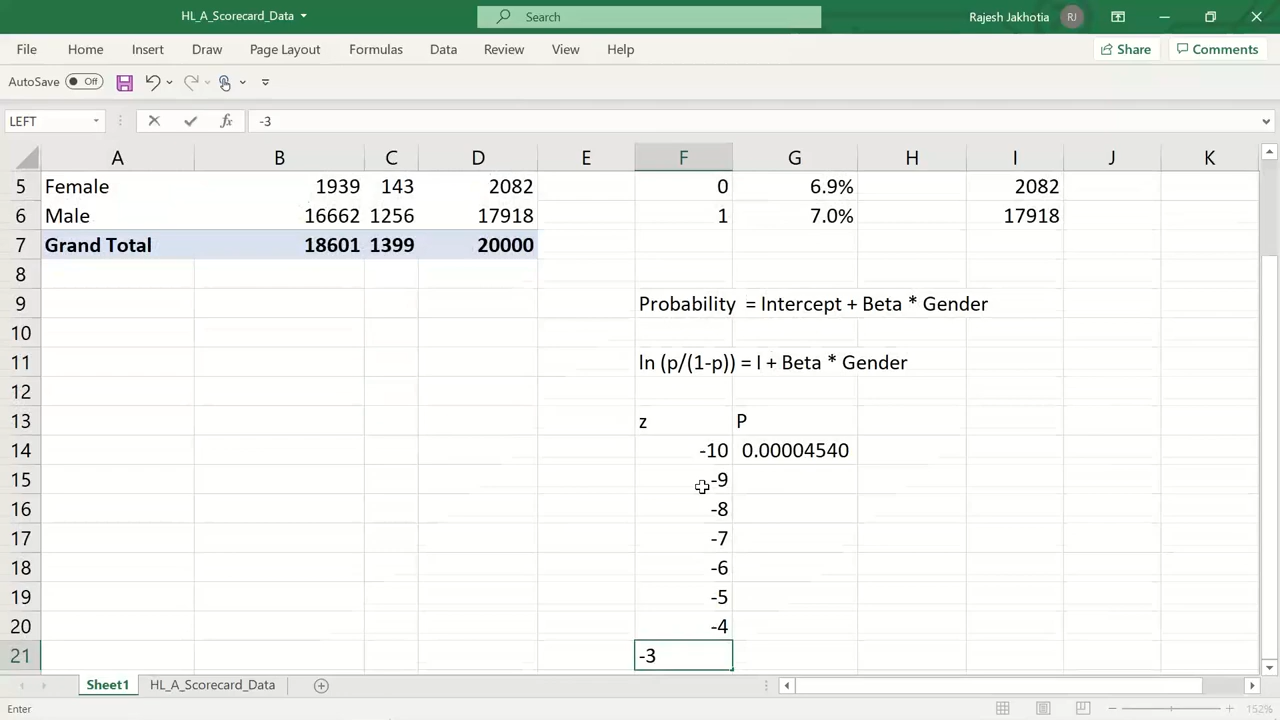 HL_A_Scorecard_Data
Search
Rajesh Jakhotia
RJ
File Home Insert Draw Page Layout Formulas Data Review View Help
Share
Comments
AutoSave Off
LEFT
fx
-3
A B C D E F G H I J K
5 Female 1939 143 2082 0 6.9% 2082
6 Male 16662 1256 17918 1 7.0% 17918
7 Grand Total 18601 1399 20000
8
9 Probability = Intercept + Beta * Gender
10
11 ln (p/(1-p)) = I + Beta * Gender
12
13 z P
14 -10 0.00004540
15 -9
16 -8
17 -7
18 -6
19 -5
20 -4
21 -3
Sheet1 HL_A_Scorecard_Data
Enter
152%